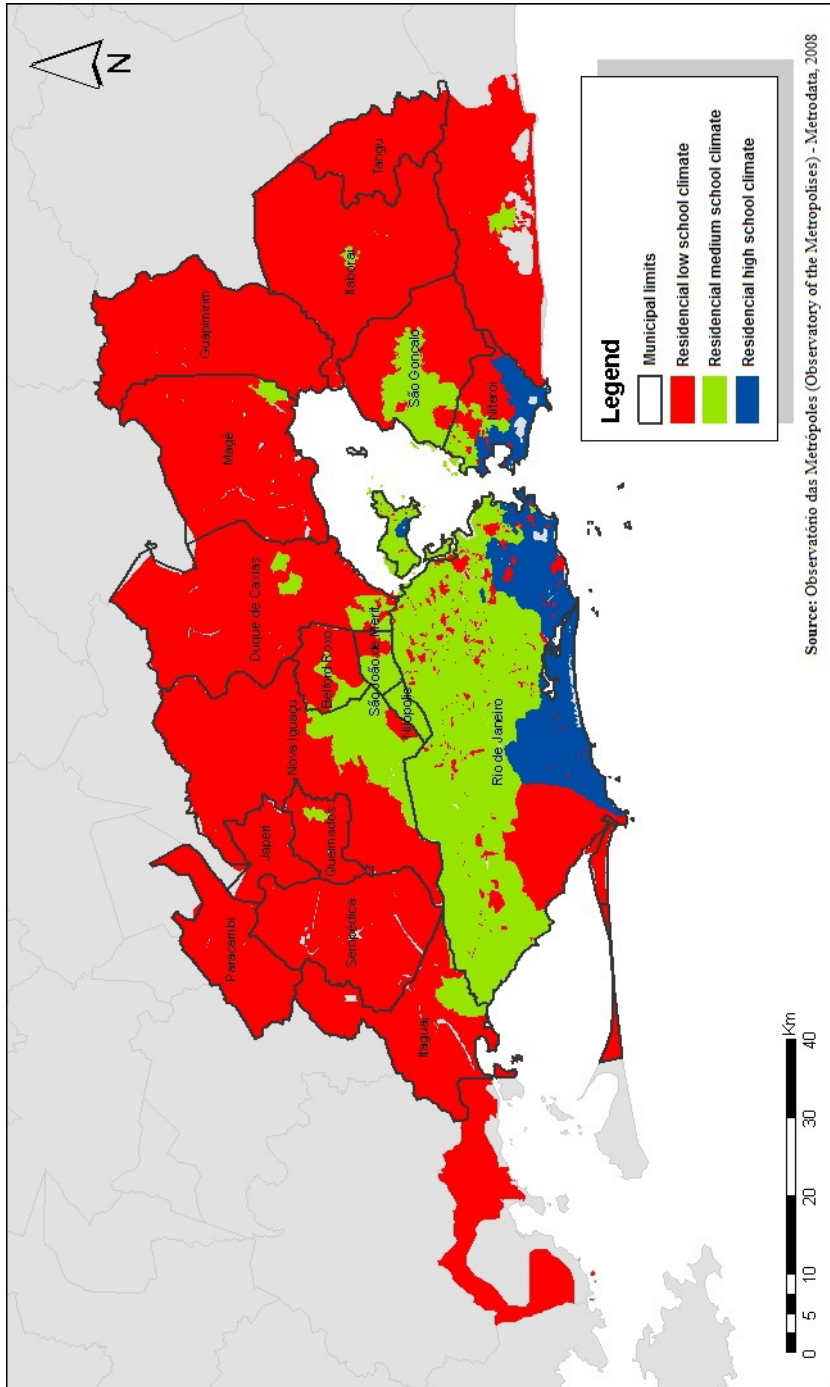 N
Paracambi
Japeri
Seropédica
Queimados
Itaguaí
Nova Iguaçu
Duque de Caxias
Belford Roxo
São João de Meriti
Nilópolis
Rio de Janeiro
Magé
Guapimirim
Itaboraí
Tanguá
São Gonçalo
Niterói
Legend
Municipal limits
Residencial low school climate
Residencial medium school climate
Residencial high school climate
0 5 10 20 30 40
Km
Source: Observatório das Metrópoles (Observatory of the Metropolises) - Metrodata, 2008